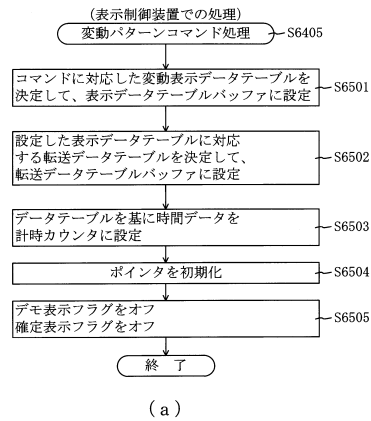 (表示制御装置での処理)
変動パターンコマンド処理
S6405
コマンドに対応した変動表示データテーブルを
決定して、表示データテーブルバッファに設定
S6501
設定した表示データテーブルに対応
する転送データテーブルを決定して、
転送データテーブルバッファに設定
S6502
データテーブルを基に時間データを
計時カウンタに設定
S6503
ポインタを初期化
S6504
デモ表示フラグをオフ
確定表示フラグをオフ
S6505
終 了
(a)